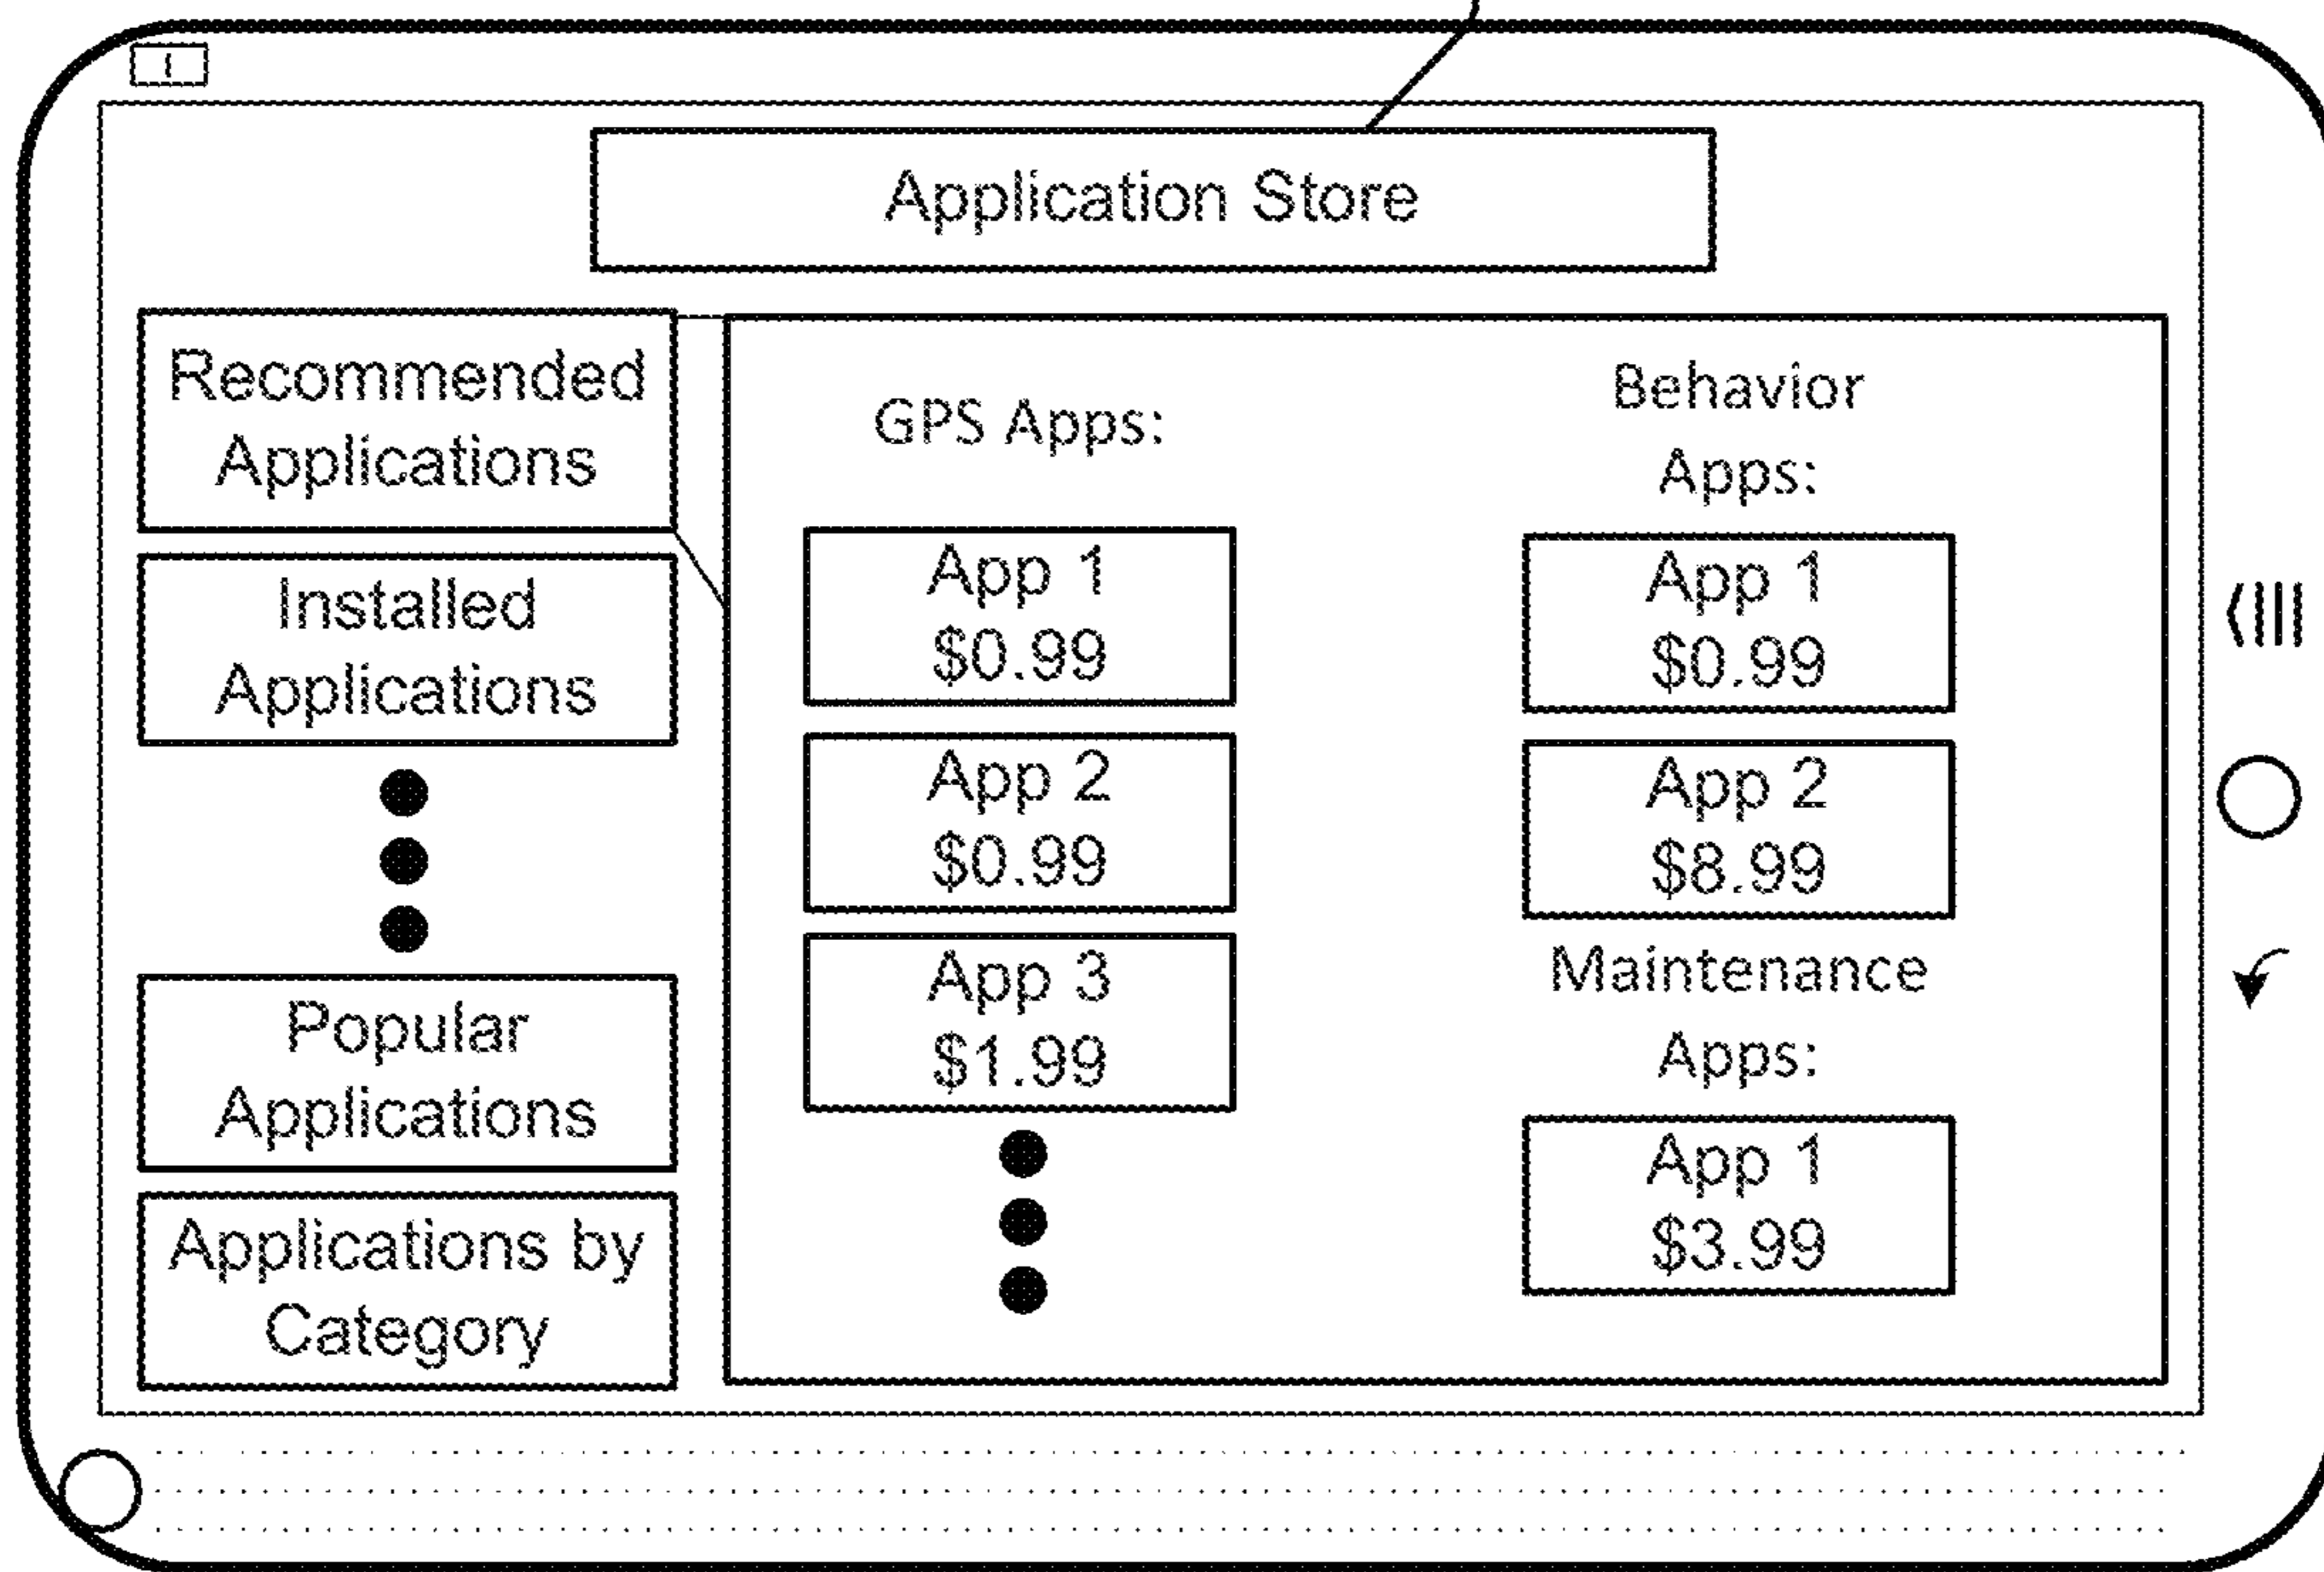 Application Store
Recommended
Applications
Installed
Applications
Popular
Applications
Applications by
Category
GPS Apps:
App 1
$0.99
App 2
$0.99
App 3
$1.99
Behavior
Apps:
App 1
$0.99
App 2
$8.99
Maintenance
Apps:
App 1
$3.99